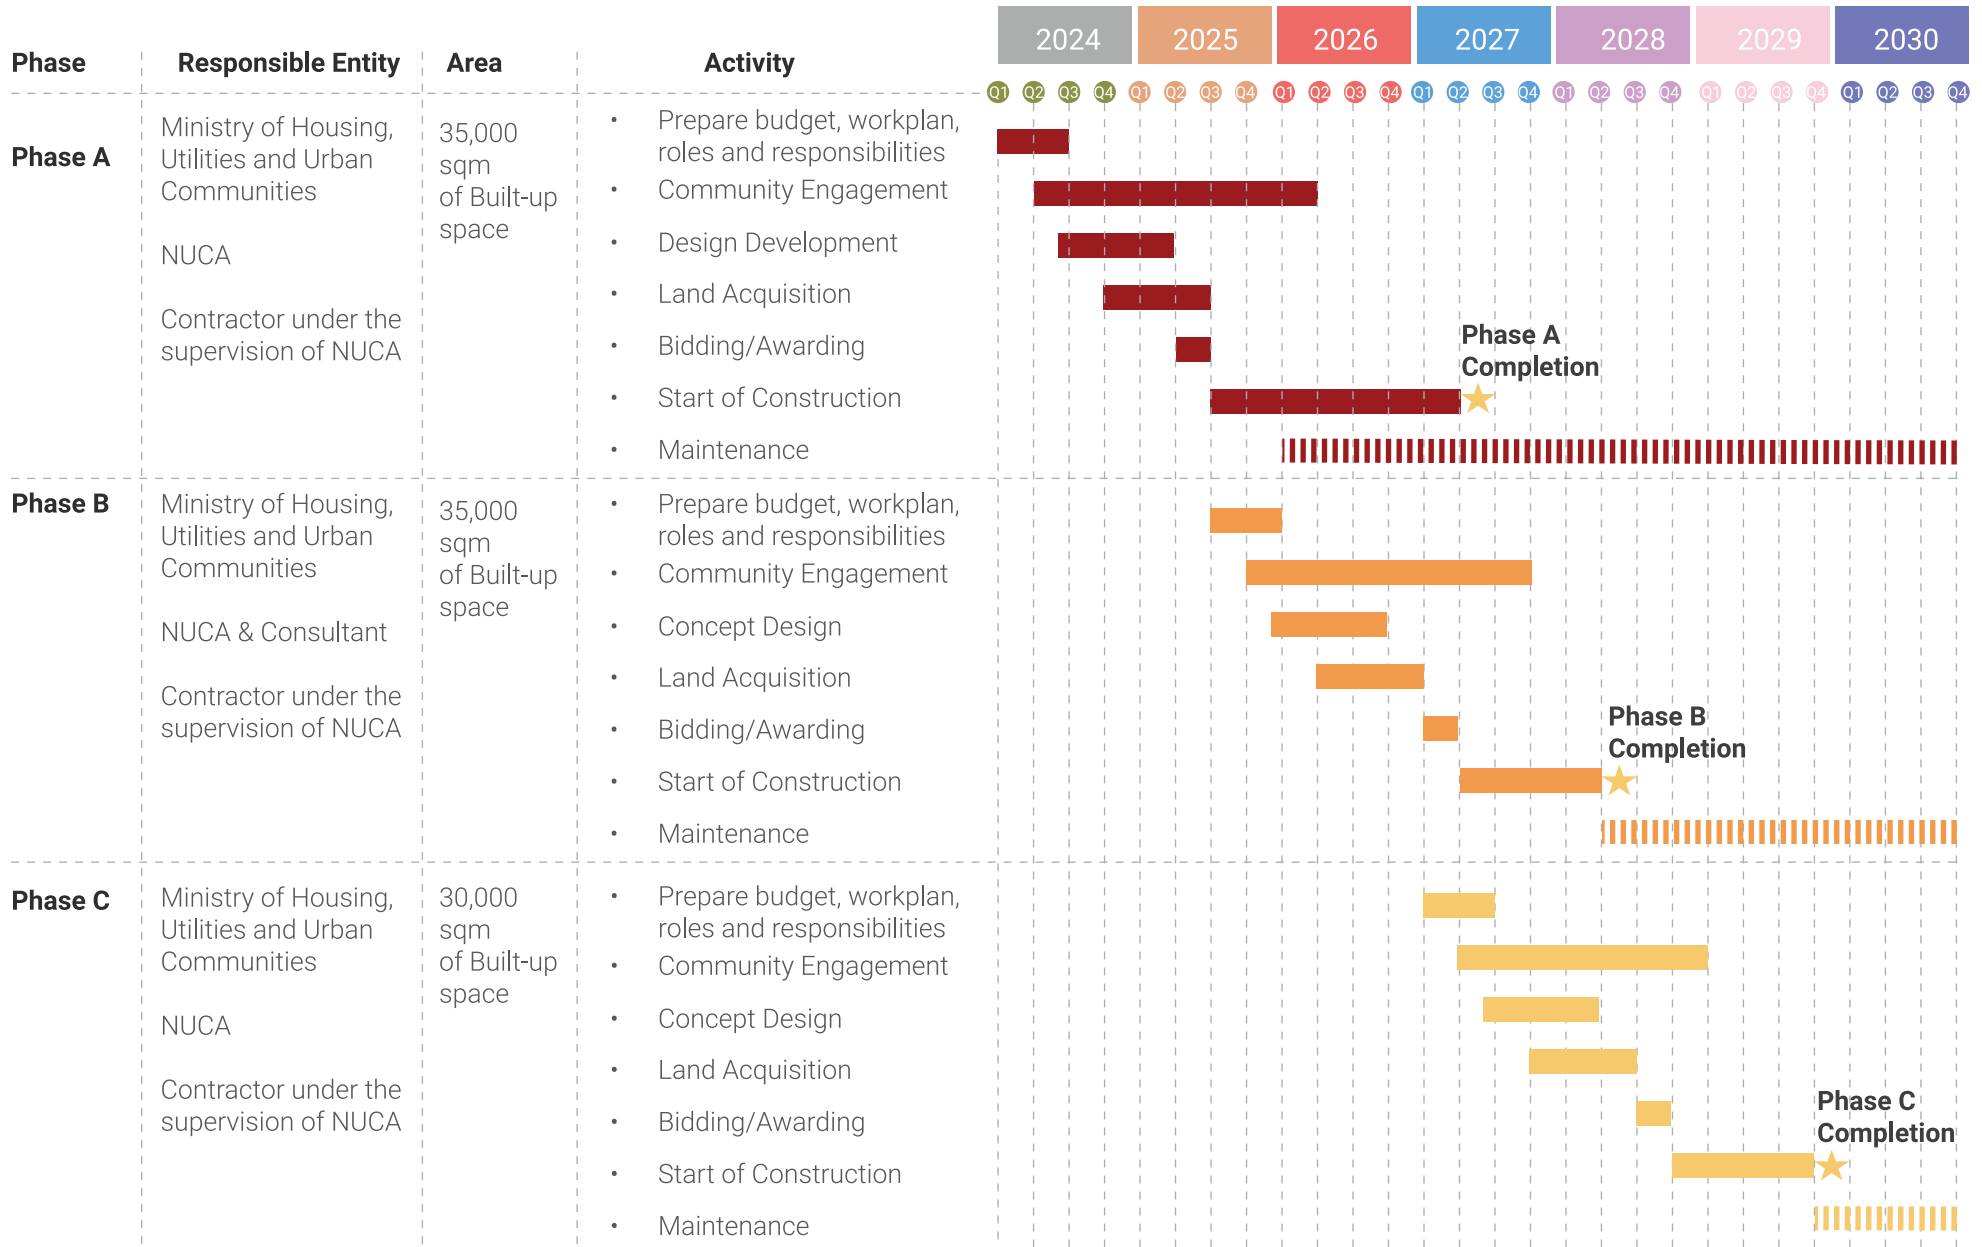 2024 2025 2026 2027 2028 2029 2030
Phase Responsible Entity Area Activity
Q1 Q2 Q3 Q4 Q1 Q2 Q3 Q4 Q1 Q2 Q3 Q4 Q1 Q2 Q3 Q4 Q1 Q2 Q3 Q4 Q1 Q2 Q3 Q4 Q1 Q2 Q3 Q4
Phase A
Ministry of Housing,
Utilities and Urban
Communities
NUCA
Contractor under the
supervision of NUCA
35,000
sqm
of Built-up
space
• Prepare budget, workplan,
roles and responsibilities
• Community Engagement
• Design Development
• Land Acquisition
• Bidding/Awarding
• Start of Construction
• Maintenance
Phase A
Completion
Phase B
Ministry of Housing,
Utilities and Urban
Communities
NUCA & Consultant
Contractor under the
supervision of NUCA
35,000
sqm
of Built-up
space
• Prepare budget, workplan,
roles and responsibilities
• Community Engagement
• Concept Design
• Land Acquisition
• Bidding/Awarding
• Start of Construction
• Maintenance
Phase B
Completion
Phase C
Ministry of Housing,
Utilities and Urban
Communities
NUCA
Contractor under the
supervision of NUCA
30,000
sqm
of Built-up
space
• Prepare budget, workplan,
roles and responsibilities
• Community Engagement
• Concept Design
• Land Acquisition
• Bidding/Awarding
• Start of Construction
• Maintenance
Phase C
Completion